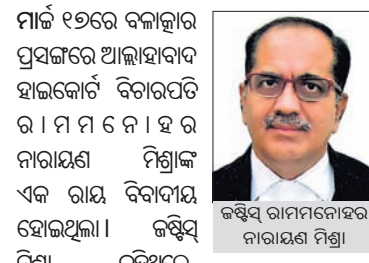 ମାର୍ଚ୍ଚ ୧୭ରେ ବଳାତ୍କାର
ପ୍ରସଙ୍ଗରେ ଆଲ୍ଲାହାବାଦ
ହାଇକୋର୍ଟ ବିଚାରପତି
ରାମମନୋହର
ନାରାୟଣ ମିଶ୍ରାଙ୍କ
ଏକ ରାୟ ବିବାଦୀୟ
ହୋଇଥିଲା। ଜଷ୍ଟିସ୍
ଜଷ୍ଟିସ୍ ରାମମନୋହର
ନାରାୟଣ ମିଶ୍ରା